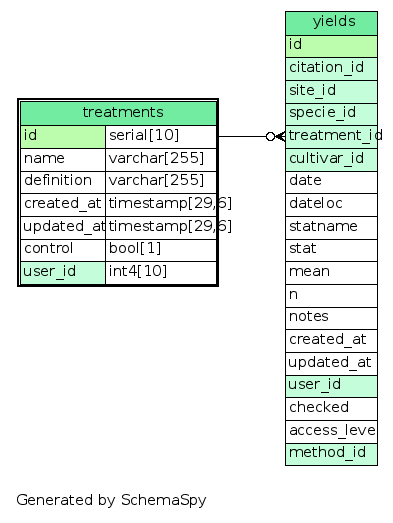 treatments
id serial[10]
name varchar[255]
definition varchar[255]
created_at timestamp[29,6]
updated_at timestamp[29,6]
control bool[1]
user_id int4[10]
yields
id
citation_id
site_id
specie_id
treatment_id
cultivar_id
date
dateloc
statname
stat
mean
n
notes
created_at
updated_at
user_id
checked
access_level
method_id
Generated by SchemaSpy